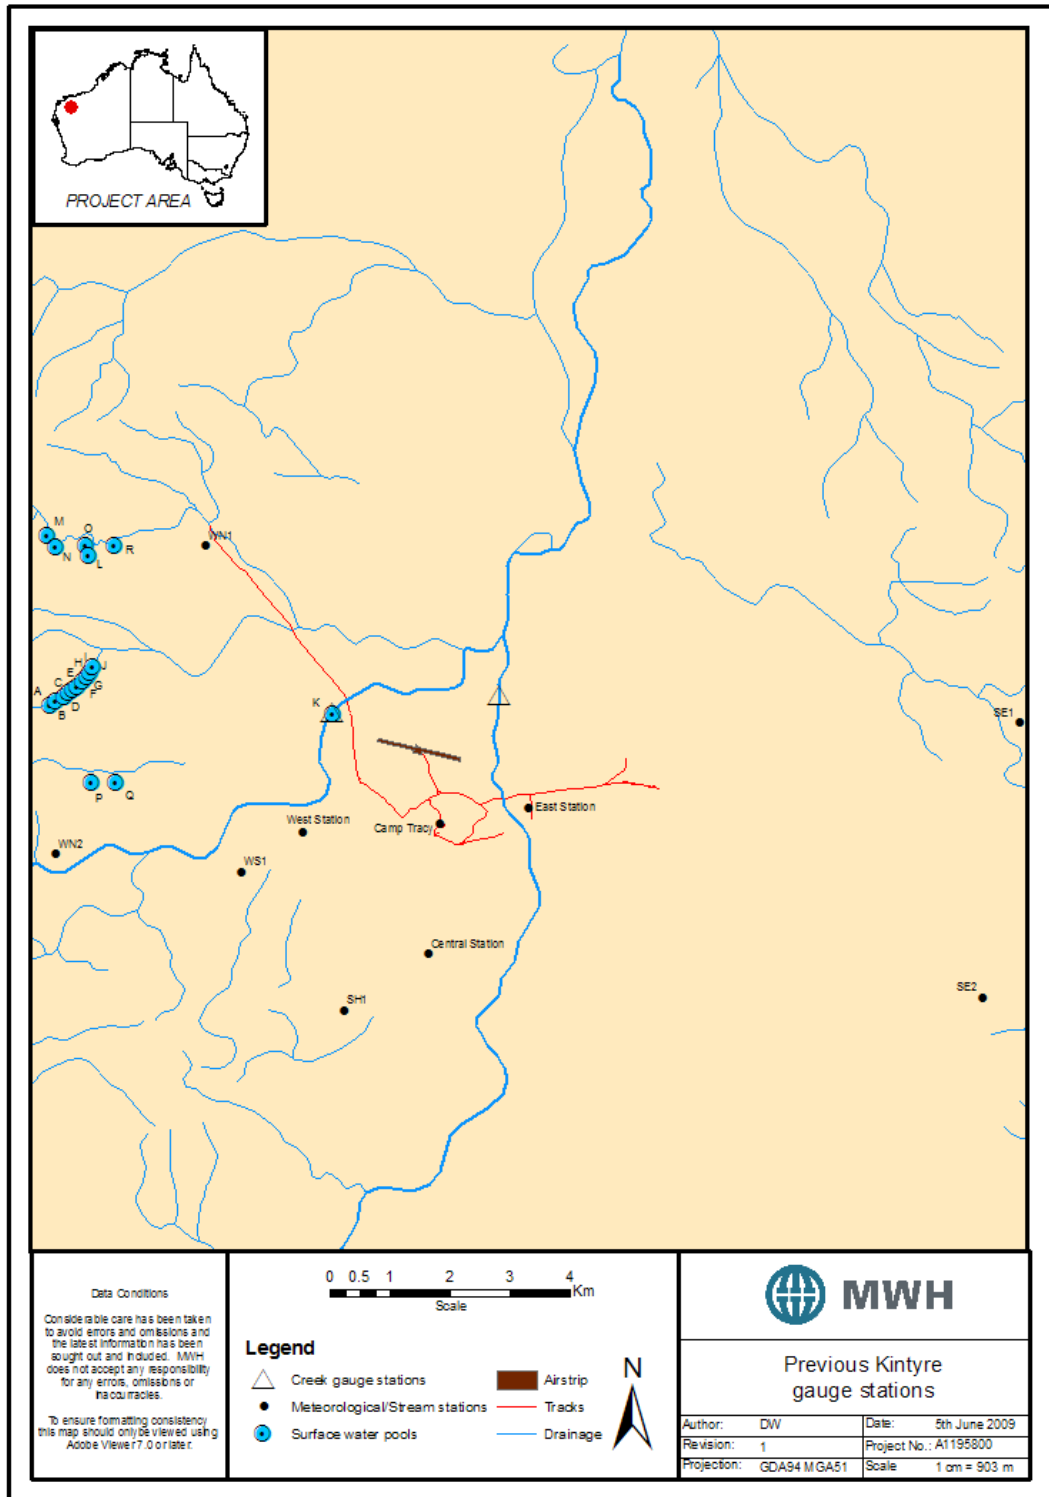 PROJECT AREA
M
O
N
L
R
WN1
H
I
J
E
G
C
F
A
D
B
K
SE1
P
Q
East Station
West Station
Camp Tracy
WN2
WS1
Central Station
SE2
SH1
Data Conditions
Considerable care has been taken
to avoid errors and omissions and
the latest information has been
sought out and included. MWH
does not accept any responsibility
for any errors, omissions or
inaccurracies.
To ensure formatting consistency
this map should only be viewed using
Adobe Viewer 7.0 or later.
0 0.5 1 2 3 4
Km
Scale
Legend
Creek gauge stations
Meteorological/Stream stations
Surface water pools
Airstrip
Tracks
Drainage
N
MWH
Previous Kintyre
gauge stations
Author: DW Date: 5th June 2009
Revision: 1 Project No.: A1195800
Projection: GDA94 MGA51 Scale 1 cm = 903 m